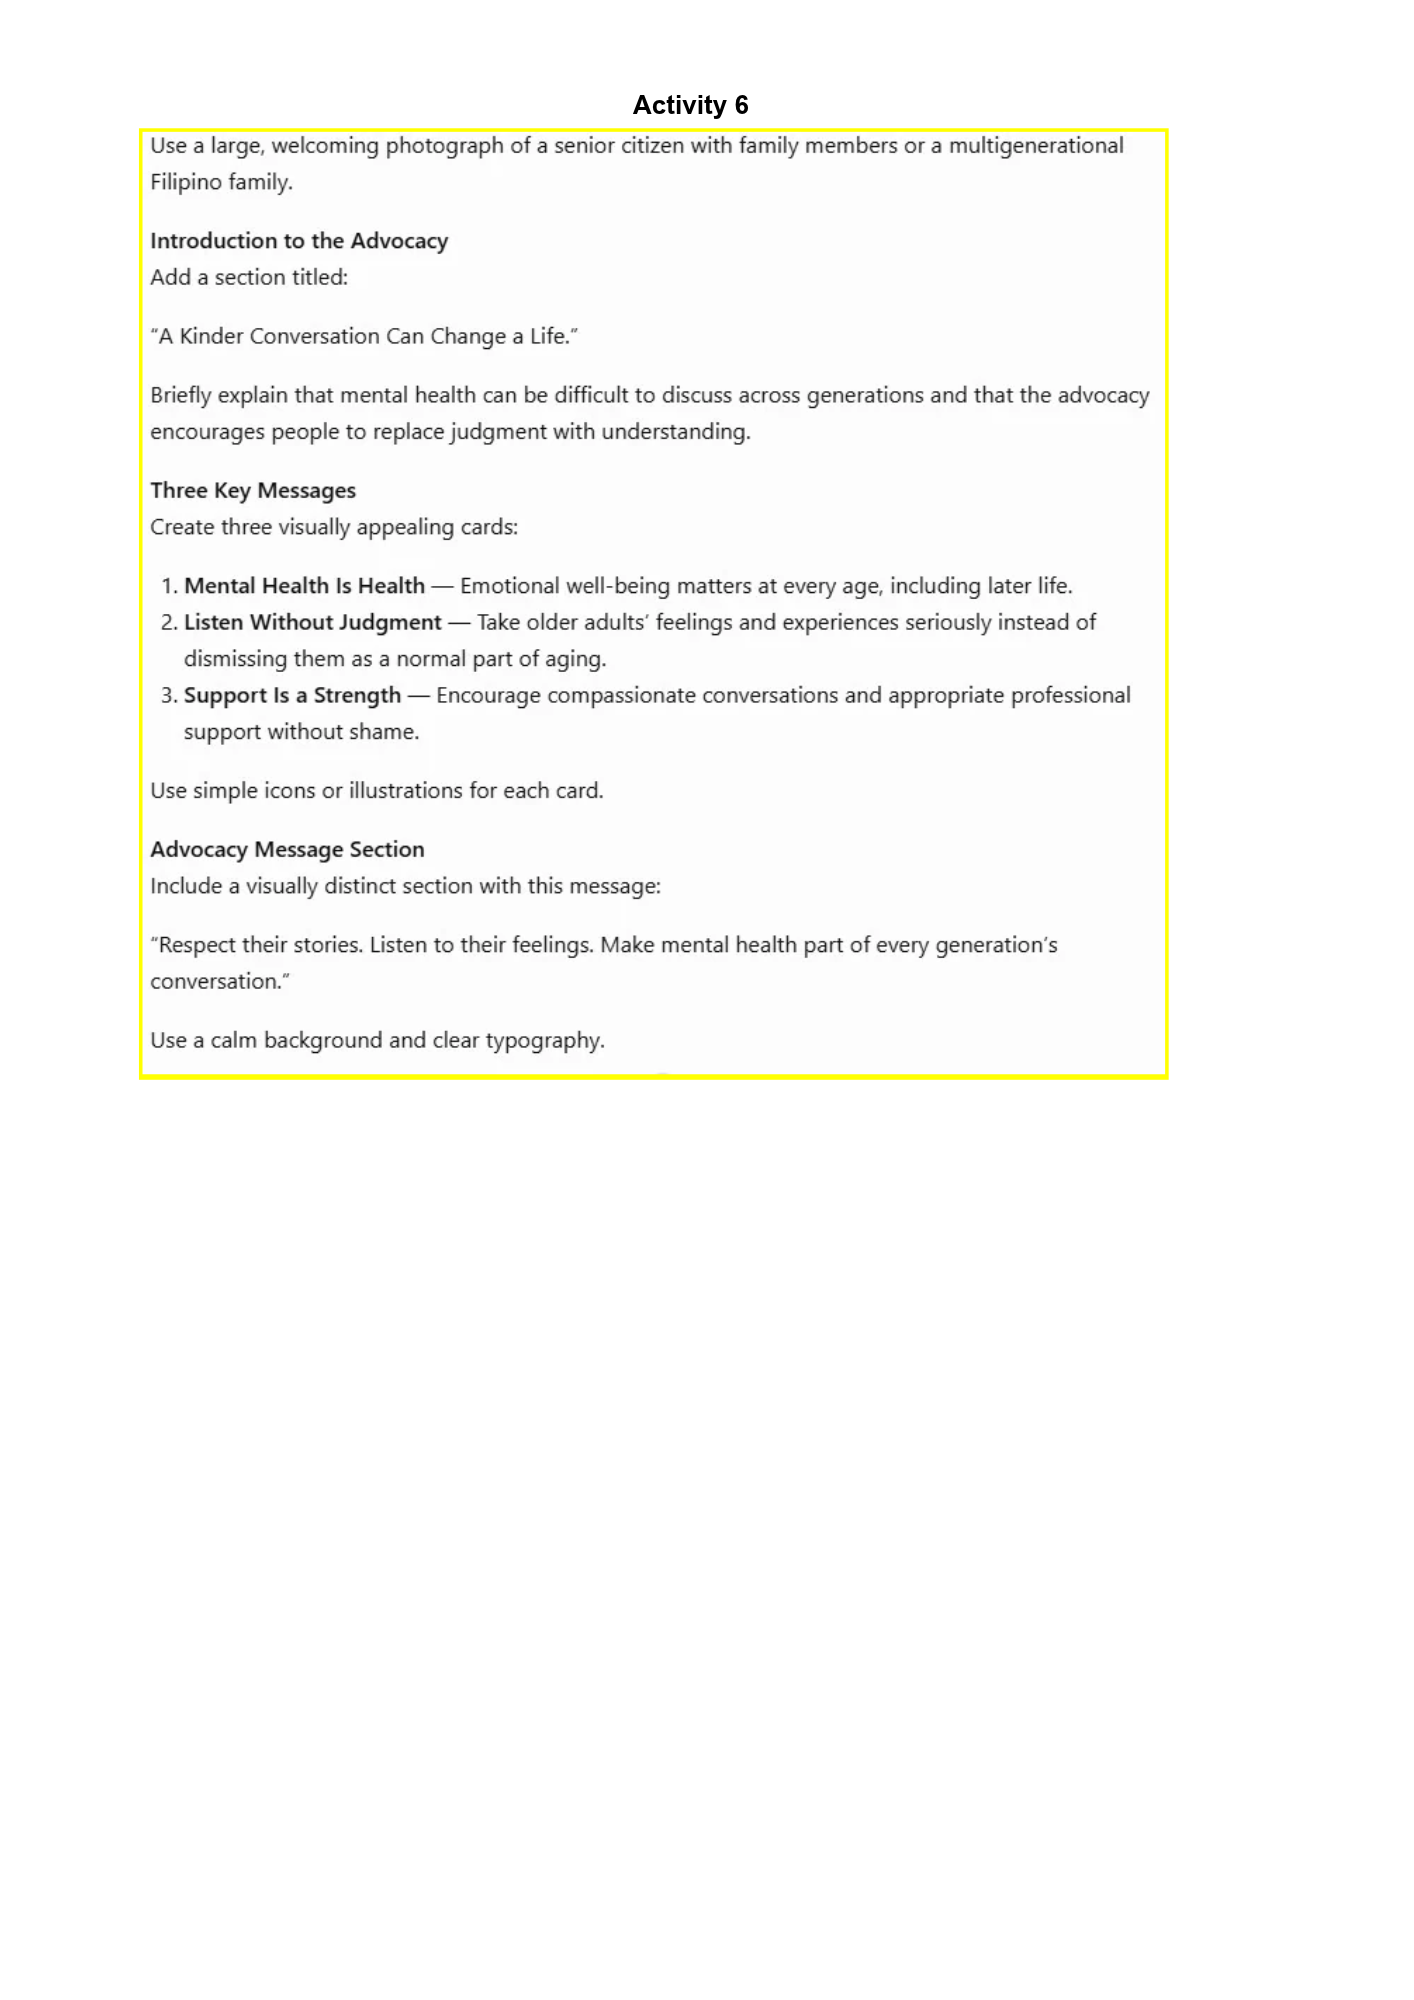 Activity 6
Use a large, welcoming photograph of a senior citizen with family members or a multigenerational
Filipino family.
Introduction to the Advocacy
Add a section titled:
“A Kinder Conversation Can Change a Life.”
Briefly explain that mental health can be difficult to discuss across generations and that the advocacy
encourages people to replace judgment with understanding.
Three Key Messages
Create three visually appealing cards:
1. Mental Health Is Health — Emotional well-being matters at every age, including later life.
2. Listen Without Judgment — Take older adults’ feelings and experiences seriously instead of
dismissing them as a normal part of aging.
3. Support Is a Strength — Encourage compassionate conversations and appropriate professional
support without shame.
Use simple icons or illustrations for each card.
Advocacy Message Section
Include a visually distinct section with this message:
“Respect their stories. Listen to their feelings. Make mental health part of every generation’s
conversation.”
Use a calm background and clear typography.